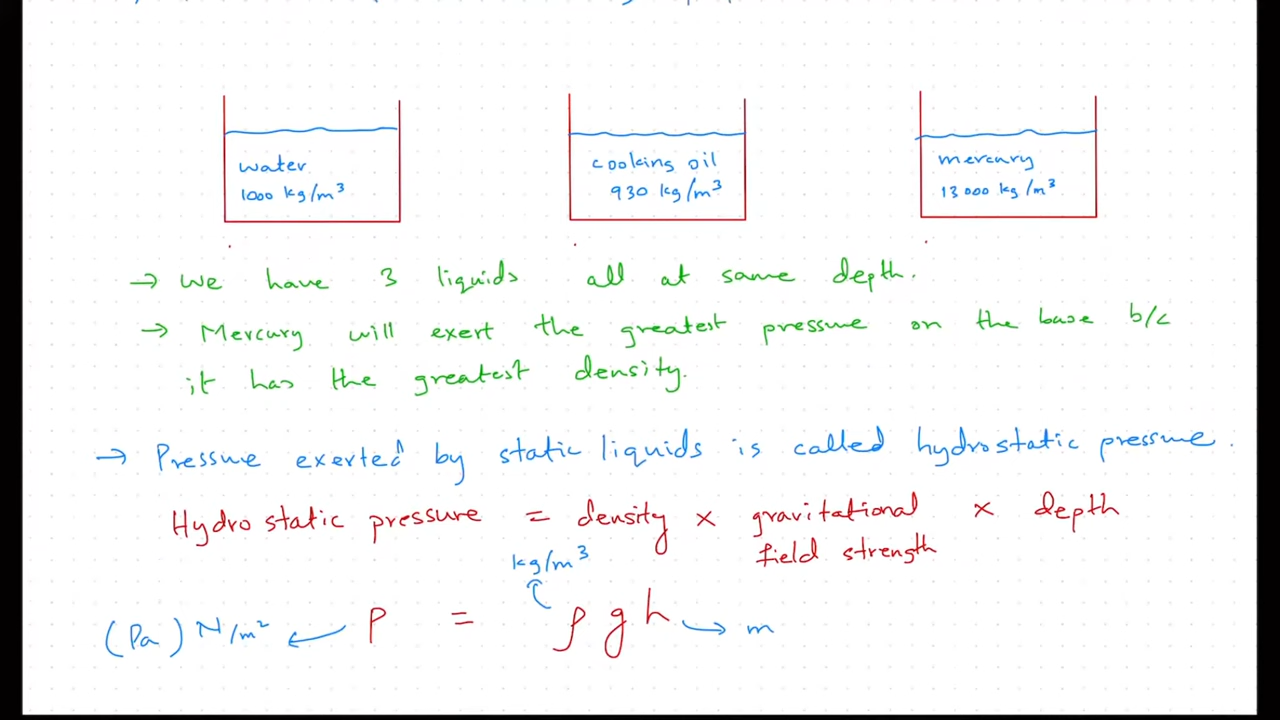 water
1000 kg/m³
cooking oil
930 kg/m³
mercury
13 000 kg/m³
→ We have 3 liquids all at same depth.
→ Mercury will exert the greatest pressure on the base b/c
it has the greatest density.
→ Pressure exerted by static liquids is called hydrostatic pressure.
Hydrostatic pressure = density × gravitational × depth
field strength
kg/m³
(Pa) N/m² ← P = ρgh → m